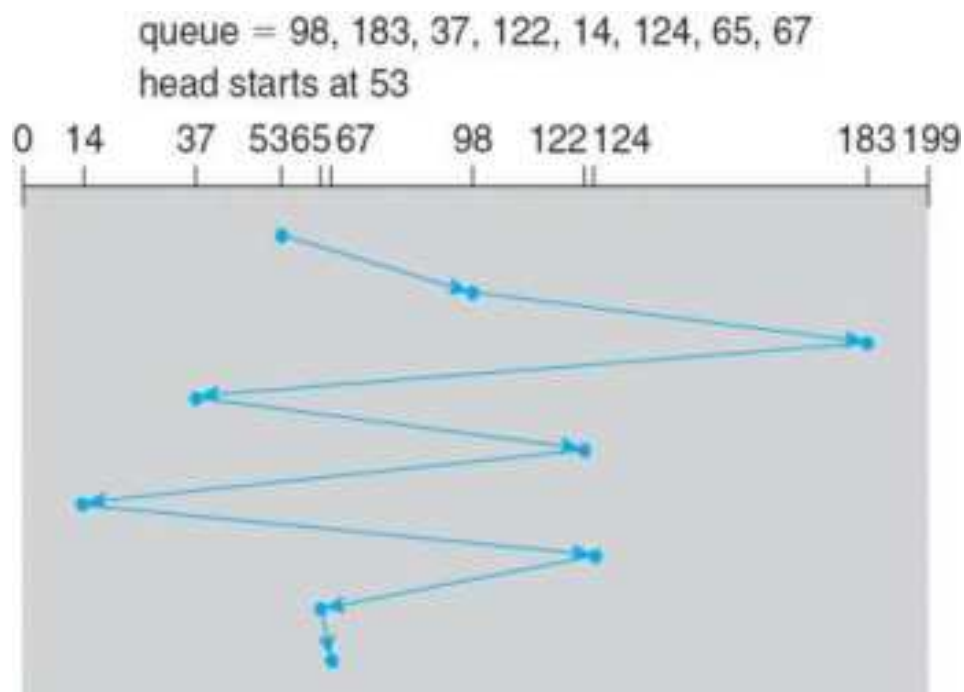 queue = 98, 183, 37, 122, 14, 124, 65, 67
head starts at 53
0 14 37 53 65 67 98 122 124 183 199